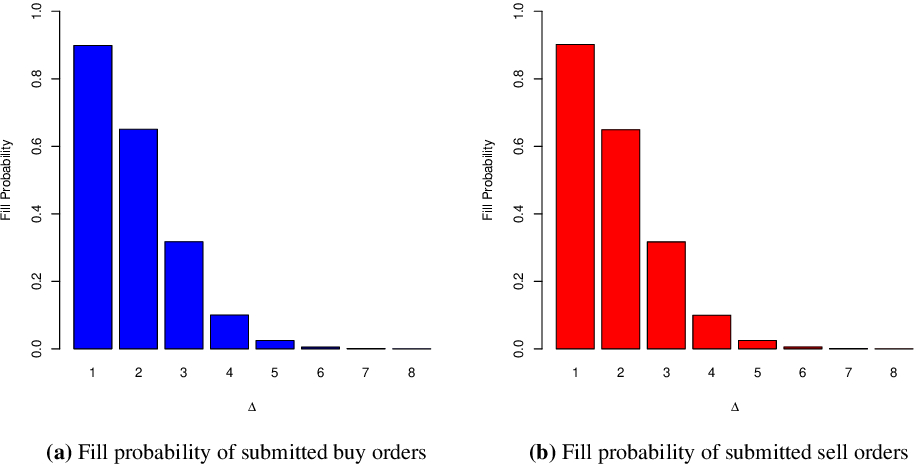 1.0
0.8
0.6
0.4
0.2
0.0
Fill Probability
1 2 3 4 5 6 7 8
Δ
(a) Fill probability of submitted buy orders
1.0
0.8
0.6
0.4
0.2
0.0
Fill Probability
1 2 3 4 5 6 7 8
Δ
(b) Fill probability of submitted sell orders